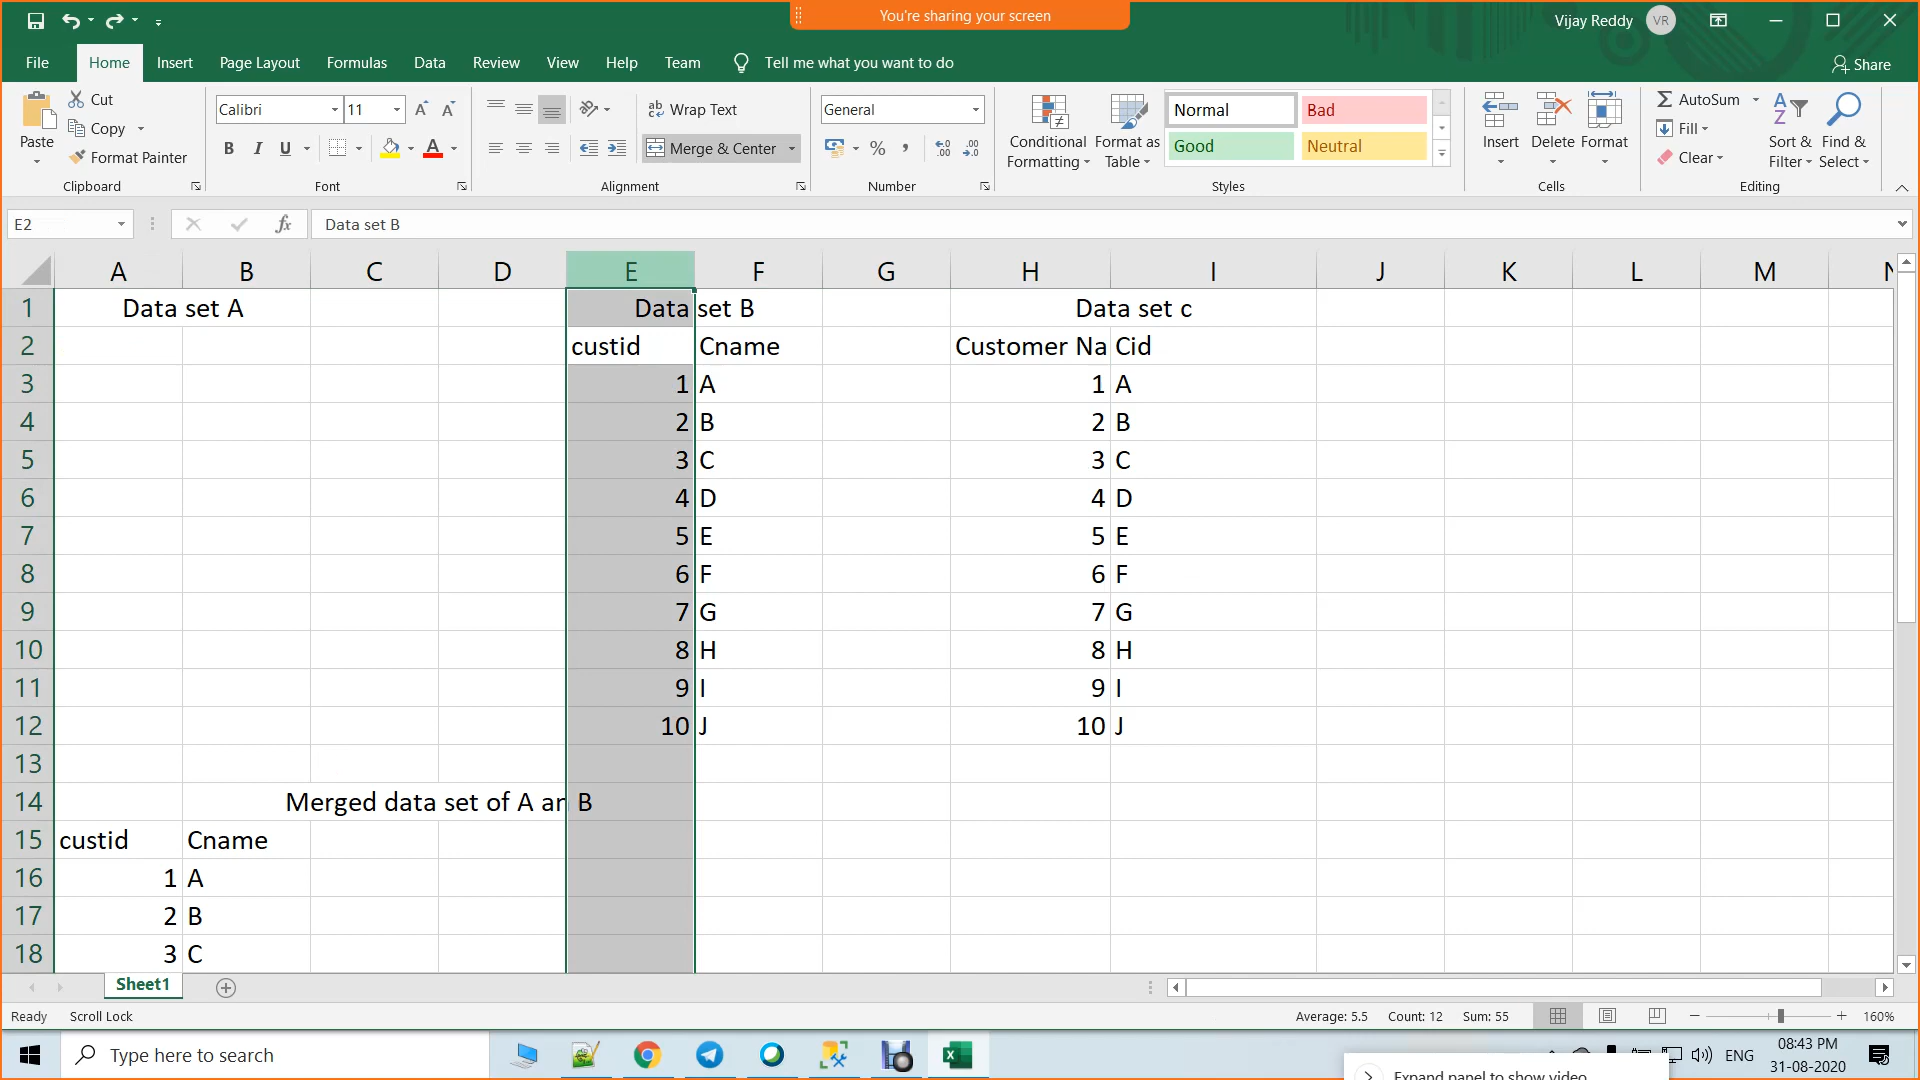 You're sharing your screen
Vijay Reddy VR
File Home Insert Page Layout Formulas Data Review View Help Team Tell me what you want to do Share
Paste Cut Copy Format Painter Clipboard
Calibri 11 A A B I U A Font
ab Wrap Text Merge & Center Alignment
General % , Number
Conditional Formatting Format as Table Normal Bad Good Neutral Styles
Insert Delete Format Cells
AutoSum Fill Clear Sort & Filter Find & Select Editing
E2 fx Data set B
A B C D E F G H I J K L M
1 Data set A Data set B Data set c
2 custid Cname Customer Na Cid
3 1 A 1 A
4 2 B 2 B
5 3 C 3 C
6 4 D 4 D
7 5 E 5 E
8 6 F 6 F
9 7 G 7 G
10 8 H 8 H
11 9 I 9 I
12 10 J 10 J
13
14 Merged data set of A an B
15 custid Cname
16 1 A
17 2 B
18 3 C
Sheet1
Ready Scroll Lock Average: 5.5 Count: 12 Sum: 55 160%
Type here to search ENG 08:43 PM
31-08-2020
Expand panel to show video